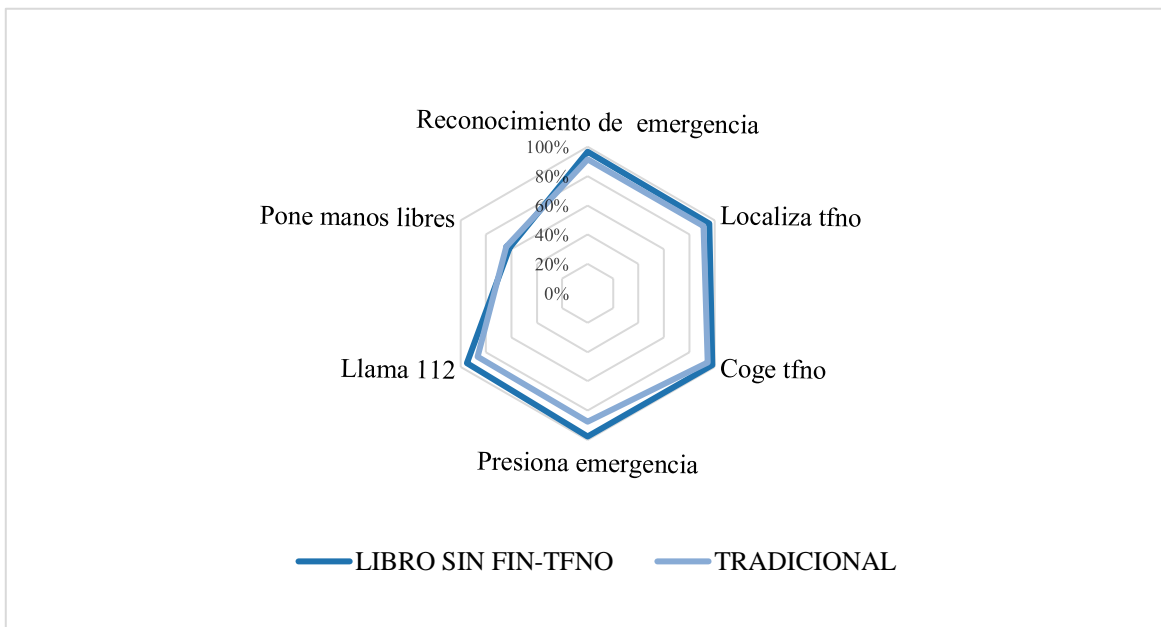 Reconocimiento de emergencia
100%
80%
60%
40%
20%
0%
Localiza tfno
Coge tfno
Presiona emergencia
Llama 112
Pone manos libres
LIBRO SIN FIN-TFNO
TRADICIONAL